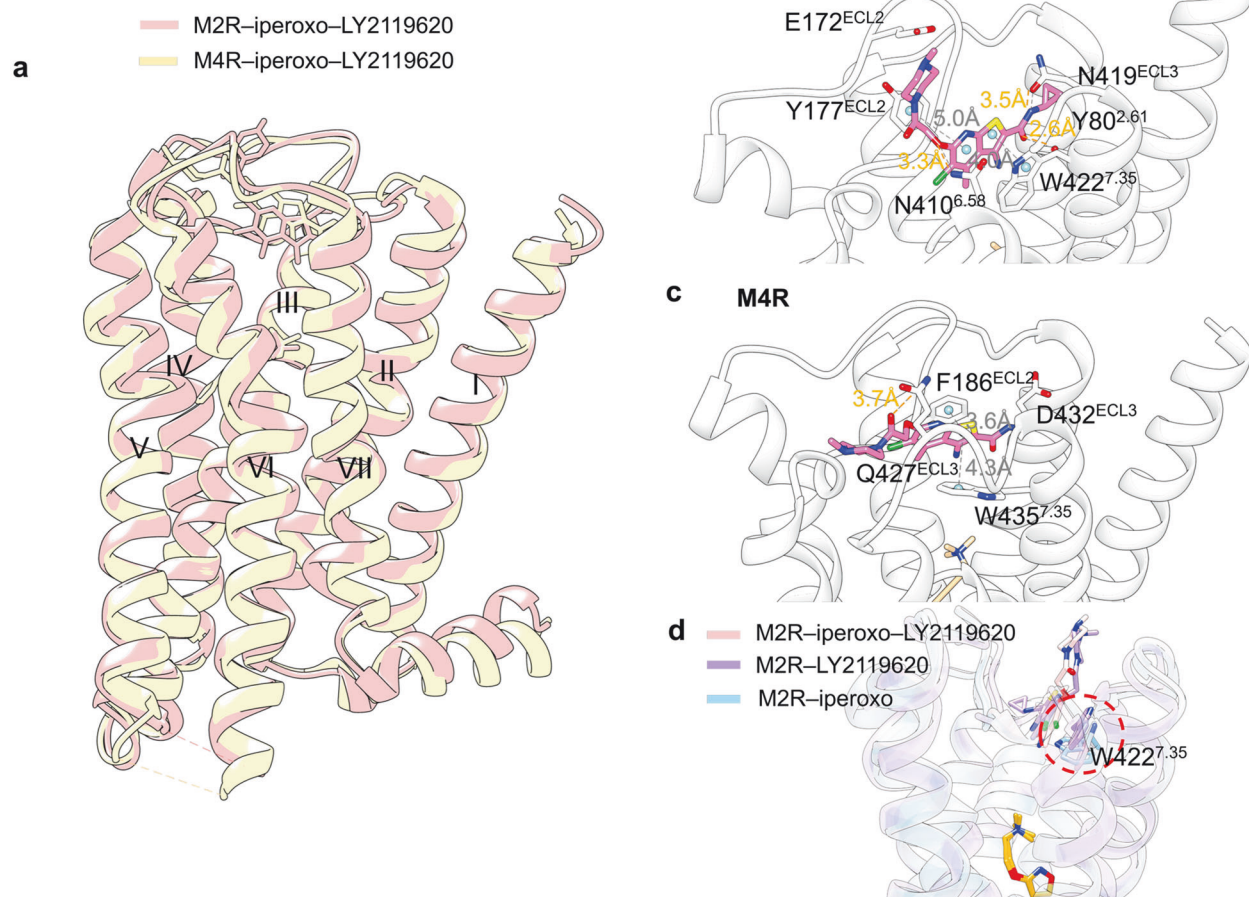 M2R–iperoxo–LY2119620
M4R–iperoxo–LY2119620
a
III
IV
II
I
V
VI
VII
E172ECL2
N419ECL3
Y177ECL2
3.5Å
5.0Å
Y802.61
2.6Å
3.3Å
4.0Å
W4227.35
N4106.58
c M4R
F186ECL2
3.7Å
3.6Å
D432ECL3
Q427ECL3
4.3Å
W4357.35
d
M2R–iperoxo–LY2119620
M2R–LY2119620
M2R–iperoxo
W4227.35